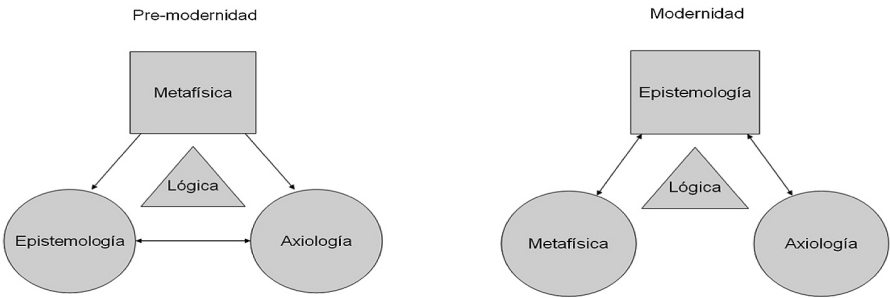 Pre-modernidad
Metafísica
Lógica
Epistemología
Axiología
Modernidad
Epistemología
Lógica
Metafísica
Axiología